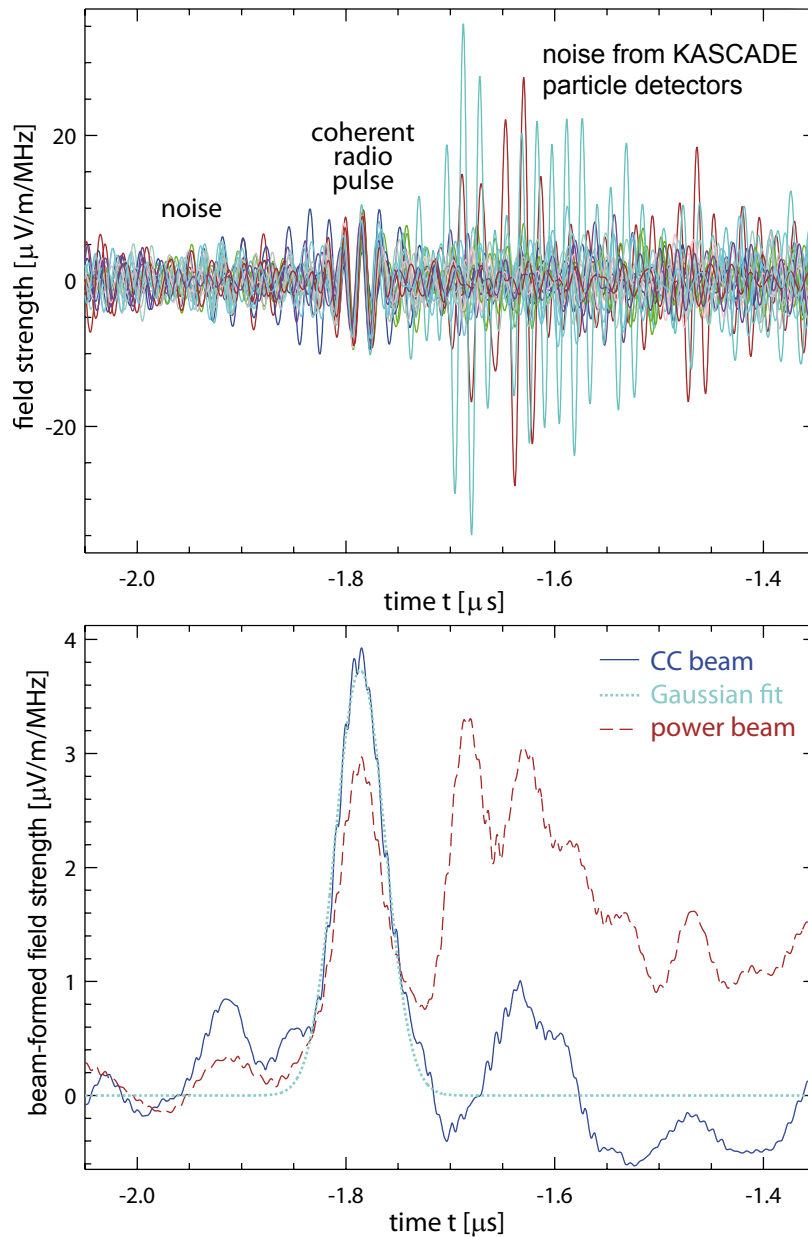 noise from KASCADE
particle detectors
coherent
radio
pulse
noise
20
0
-20
field strength [μV/m/MHz]
-2.0 -1.8 -1.6 -1.4
time t [μs]
4
3
2
1
0
beam-formed field strength [μV/m/MHz]
CC beam
Gaussian fit
power beam
-2.0 -1.8 -1.6 -1.4
time t [μs]